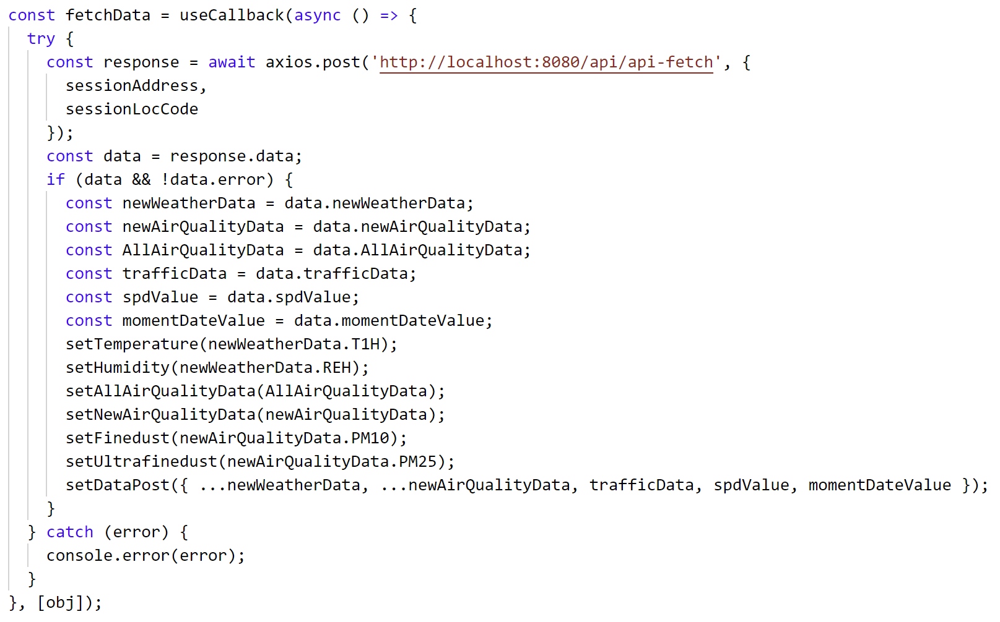 const fetchData = useCallback(async () => {
  try {
    const response = await axios.post('http://localhost:8080/api/api-fetch', {
      sessionAddress,
      sessionLocCode
    });
    const data = response.data;
    if (data && !data.error) {
      const newWeatherData = data.newWeatherData;
      const newAirQualityData = data.newAirQualityData;
      const AllAirQualityData = data.AllAirQualityData;
      const trafficData = data.trafficData;
      const spdValue = data.spdValue;
      const momentDateValue = data.momentDateValue;
      setTemperature(newWeatherData.T1H);
      setHumidity(newWeatherData.REH);
      setAllAirQualityData(AllAirQualityData);
      setNewAirQualityData(newAirQualityData);
      setFinedust(newAirQualityData.PM10);
      setUltrafinedust(newAirQualityData.PM25);
      setDataPost({ ...newWeatherData, ...newAirQualityData, trafficData, spdValue, momentDateValue });
    }
  } catch (error) {
    console.error(error);
  }
}, [obj]);